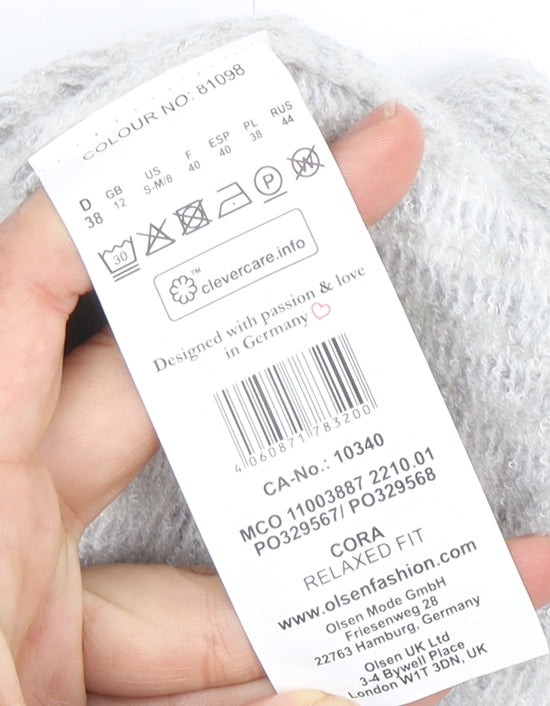 COLOUR NO: 81098
D GB US F ESP PL RUS
38 12 S-M/8 40 40 38 44
30 P W
™
clevercare.info
Designed with passion & love
in Germany
4 060871 783200
CA-No.: 10340
MCO 11003887 2210.01
PO329567/ PO329568
CORA
RELAXED FIT
www.olsenfashion.com
Olsen Mode GmbH
Friesenweg 28
22763 Hamburg, Germany
Olsen UK Ltd
3-4 Bywell Place
London W1T 3DN, UK